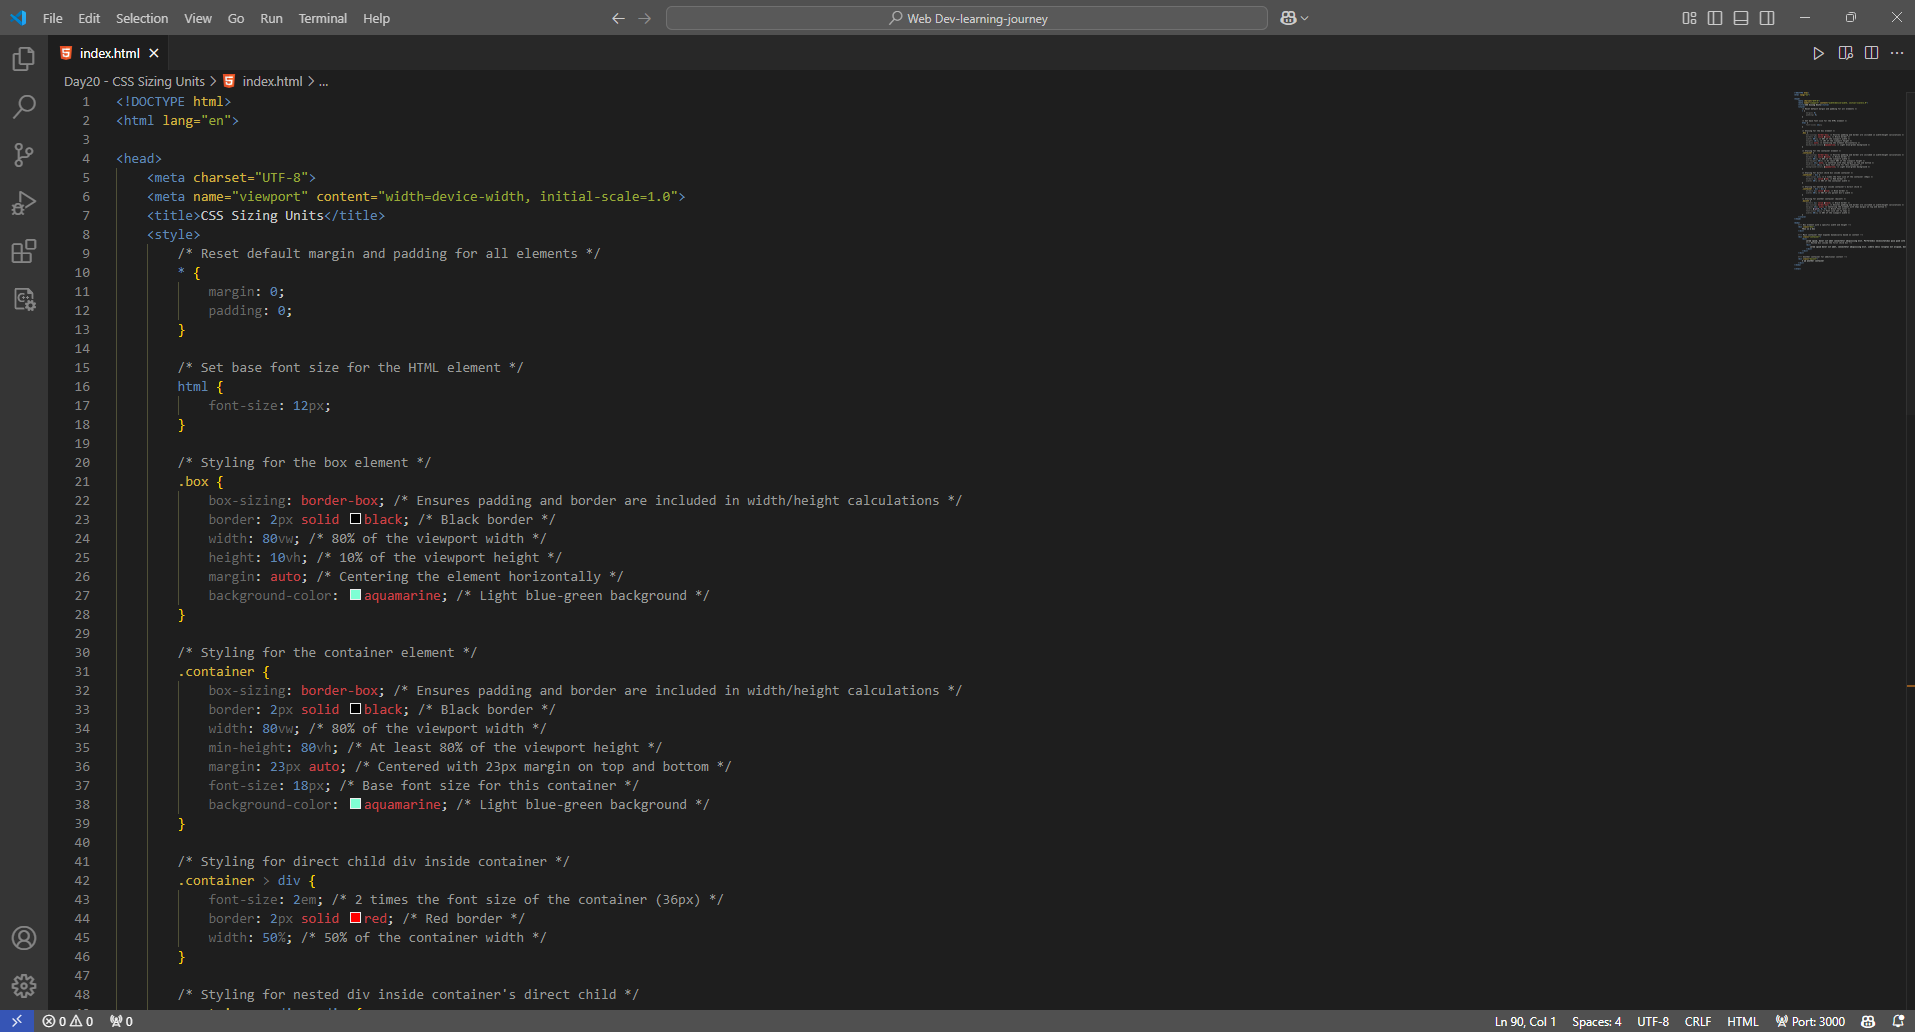 File Edit Selection View Go Run Terminal Help
Web Dev-learning-journey
index.html
Day20 - CSS Sizing Units > index.html > ...
1 <!DOCTYPE html>
2 <html lang="en">
3
4 <head>
5 <meta charset="UTF-8">
6 <meta name="viewport" content="width=device-width, initial-scale=1.0">
7 <title>CSS Sizing Units</title>
8 <style>
9 /* Reset default margin and padding for all elements */
10 * {
11 margin: 0;
12 padding: 0;
13 }
14
15 /* Set base font size for the HTML element */
16 html {
17 font-size: 12px;
18 }
19
20 /* Styling for the box element */
21 .box {
22 box-sizing: border-box; /* Ensures padding and border are included in width/height calculations */
23 border: 2px solid black; /* Black border */
24 width: 80vw; /* 80% of the viewport width */
25 height: 10vh; /* 10% of the viewport height */
26 margin: auto; /* Centering the element horizontally */
27 background-color: aquamarine; /* Light blue-green background */
28 }
29
30 /* Styling for the container element */
31 .container {
32 box-sizing: border-box; /* Ensures padding and border are included in width/height calculations */
33 border: 2px solid black; /* Black border */
34 width: 80vw; /* 80% of the viewport width */
35 min-height: 80vh; /* At least 80% of the viewport height */
36 margin: 23px auto; /* Centered with 23px margin on top and bottom */
37 font-size: 18px; /* Base font size for this container */
38 background-color: aquamarine; /* Light blue-green background */
39 }
40
41 /* Styling for direct child div inside container */
42 .container > div {
43 font-size: 2em; /* 2 times the font size of the container (36px) */
44 border: 2px solid red; /* Red border */
45 width: 50%; /* 50% of the container width */
46 }
47
48 /* Styling for nested div inside container's direct child */
0 0 0 Ln 90, Col 1 Spaces: 4 UTF-8 CRLF HTML Port: 3000